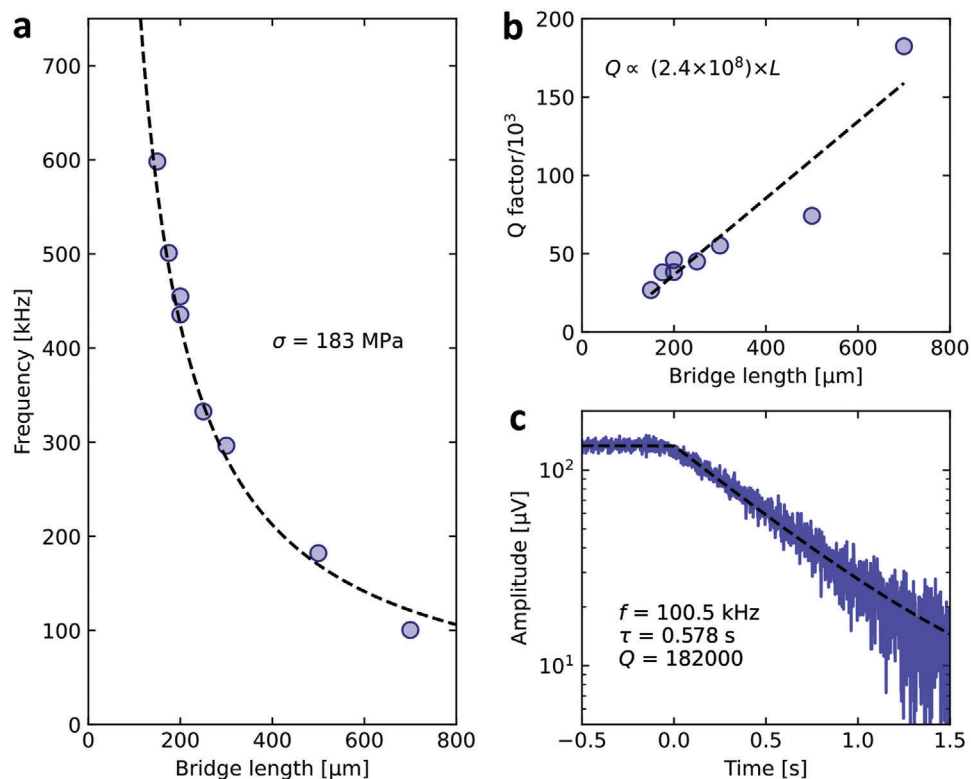 a
700
600
500
400
300
200
100
0
Frequency [kHz]
σ = 183 MPa
0 200 400 600 800
Bridge length [μm]
b
200
150
100
50
0
Q factor/10³
Q ∝ (2.4×10⁸)×L
0 200 400 600 800
Bridge length [μm]
c
10²
10¹
Amplitude [μV]
f = 100.5 kHz
τ = 0.578 s
Q = 182000
−0.5 0.0 0.5 1.0 1.5
Time [s]